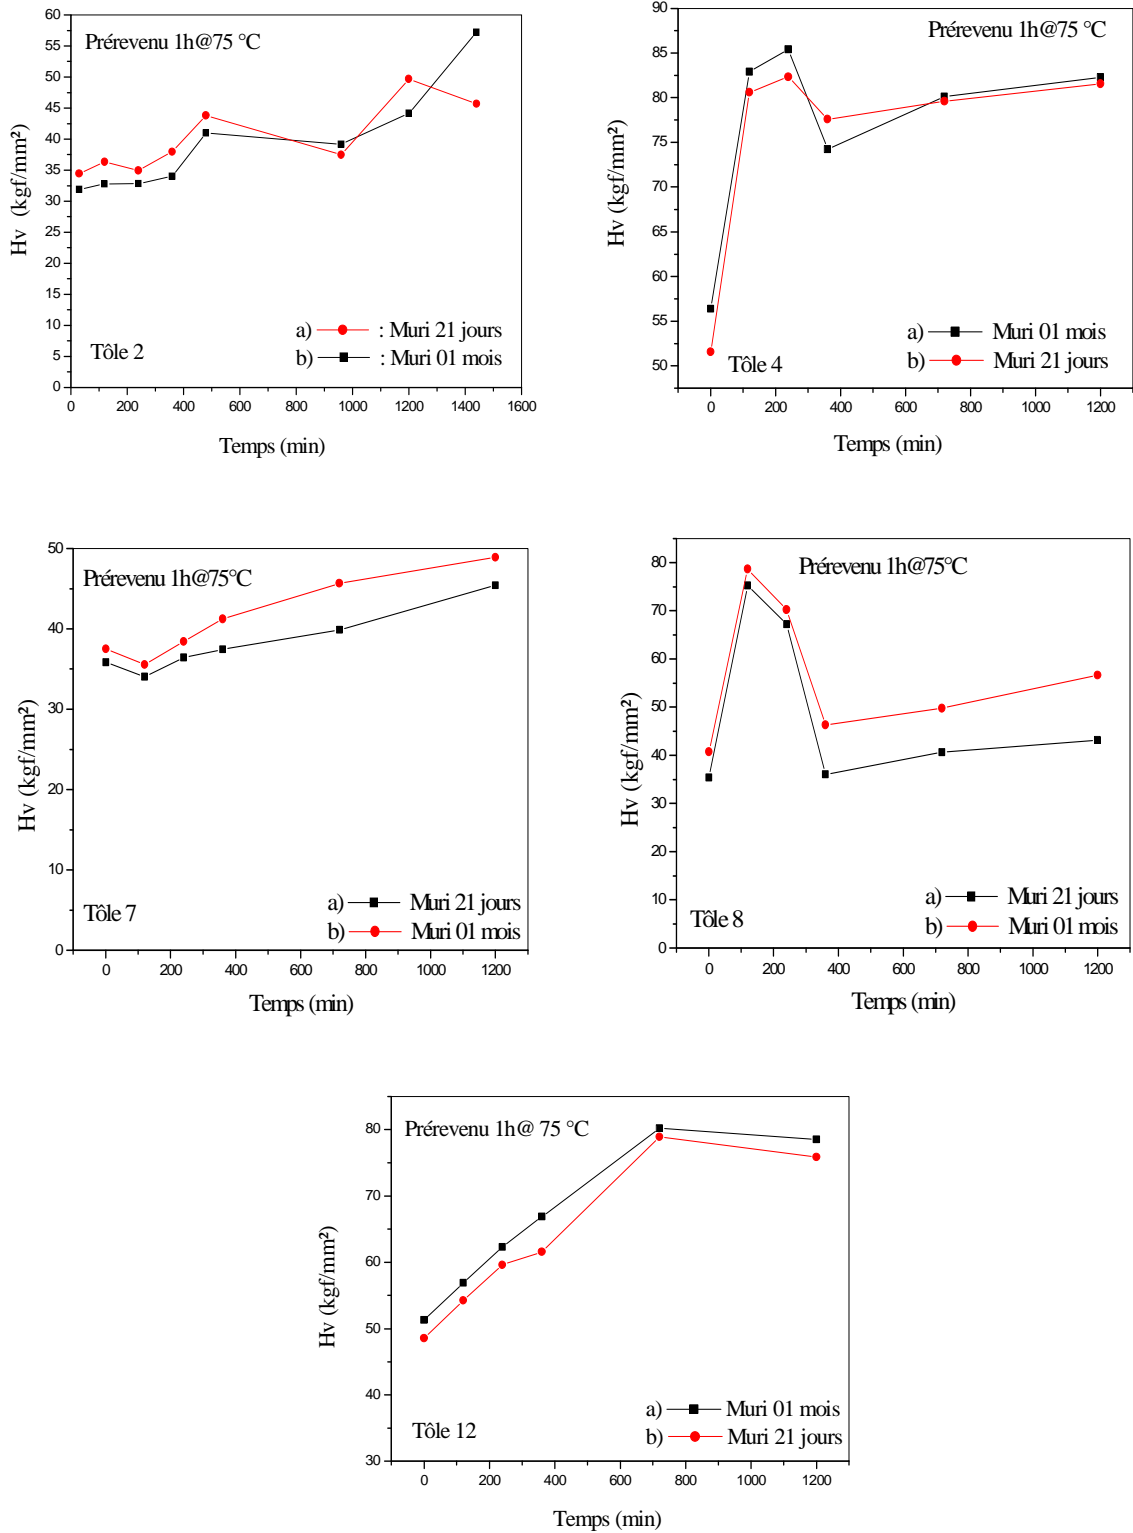 Prérevenu 1h@75 °C
60
55
50
45
40
35
30
25
20
15
10
5
0
Hv (kgf/mm²)
a) : Muri 21 jours
b) : Muri 01 mois
Tôle 2
0 200 400 600 800 1000 1200 1400 1600
Temps (min)
Prérevenu 1h@75 °C
90
85
80
75
70
65
60
55
50
Hv (kgf/mm²)
a) Muri 01 mois
b) Muri 21 jours
Tôle 4
0 200 400 600 800 1000 1200
Temps (min)
Prérevenu 1h@75°C
50
40
30
20
10
0
Hv (kgf/mm²)
a) Muri 21 jours
b) Muri 01 mois
Tôle 7
0 200 400 600 800 1000 1200
Temps (min)
Prérevenu 1h@75°C
80
70
60
50
40
30
20
10
0
Hv (kgf/mm²)
a) Muri 21 jours
b) Muri 01 mois
Tôle 8
0 200 400 600 800 1000 1200
Temps (min)
Prérevenu 1h@ 75 °C
80
70
60
50
40
30
Hv (kgf/mm²)
a) Muri 01 mois
b) Muri 21 jours
Tôle 12
0 200 400 600 800 1000 1200
Temps (min)